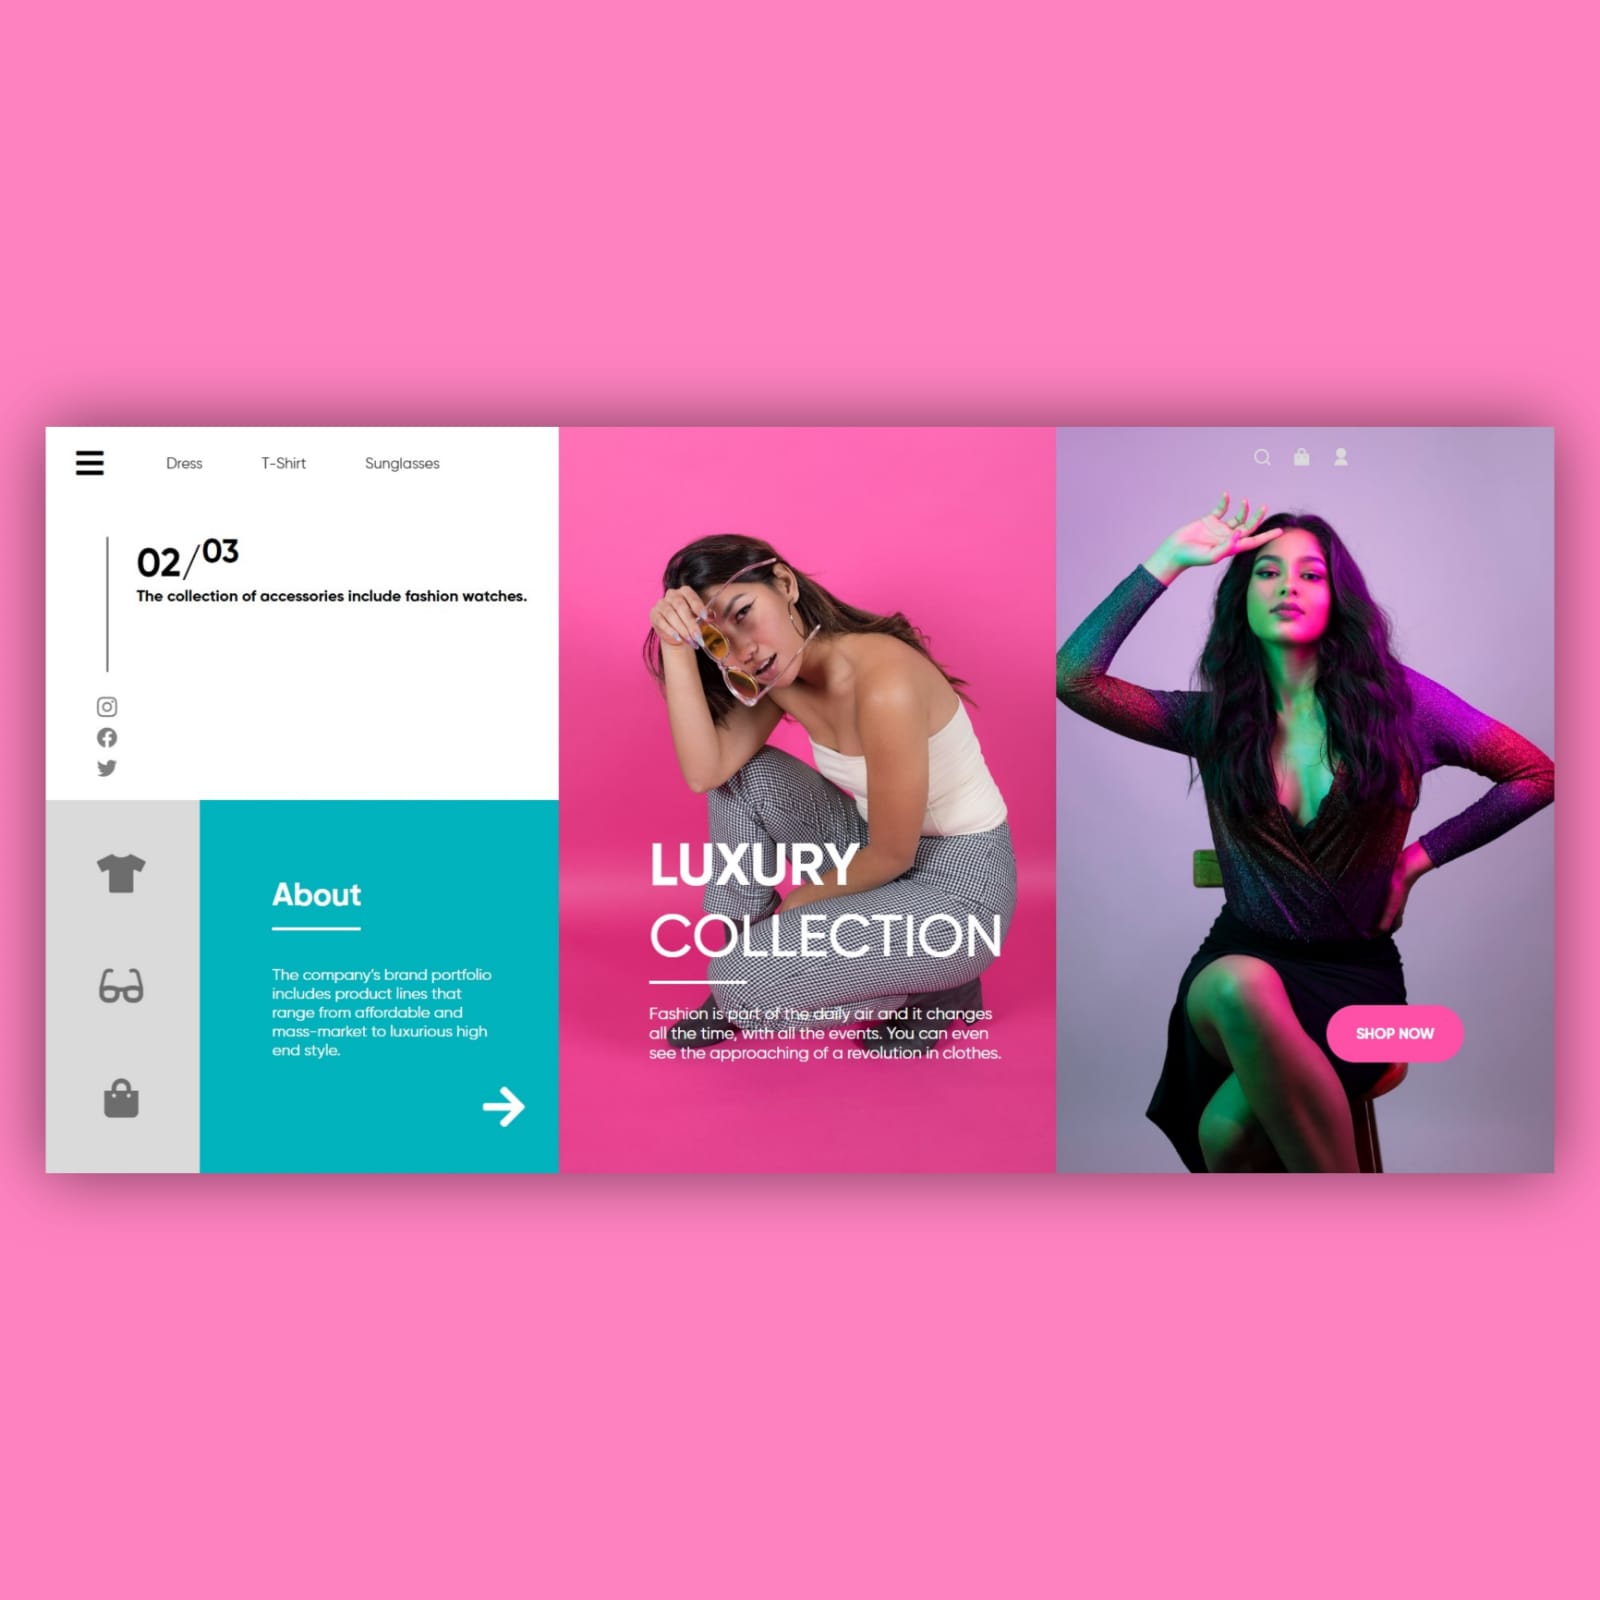 Dress T-Shirt Sunglasses
02/03
The collection of accessories include fashion watches.
About
The company's brand portfolio
includes product lines that
range from affordable and
mass-market to luxurious high
end style.
LUXURY
COLLECTION
Fashion is part of the daily air and it changes
all the time, with all the events. You can even
see the approaching of a revolution in clothes.
SHOP NOW